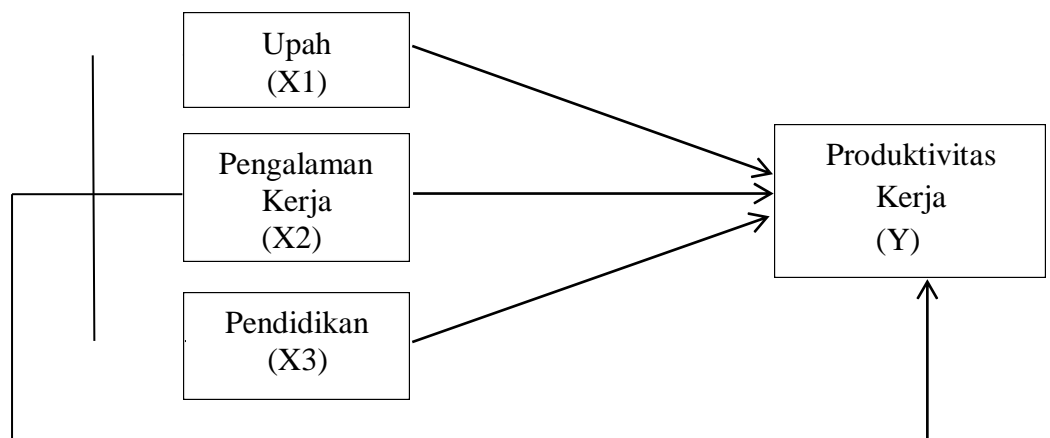 Upah
(X1)
Pengalaman
Kerja
(X2)
Pendidikan
(X3)
Produktivitas
Kerja
(Y)